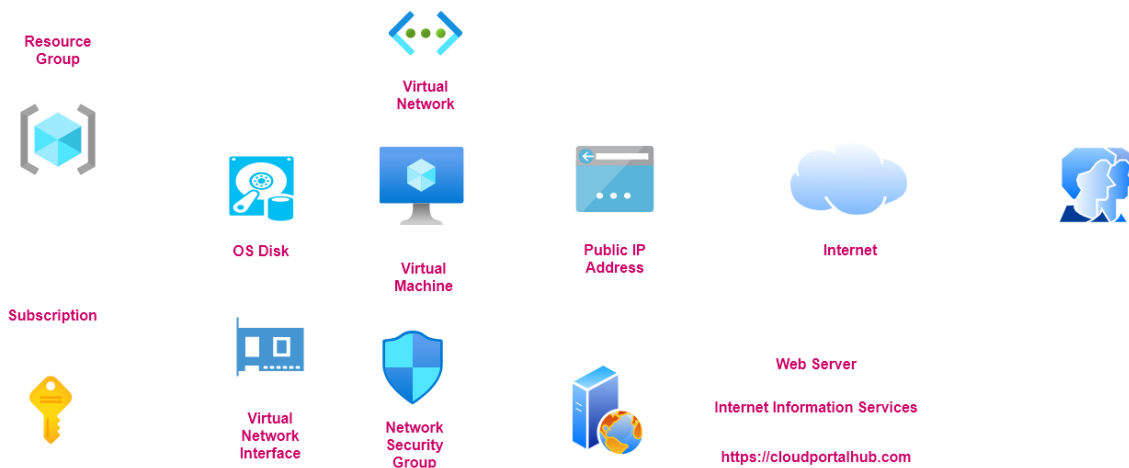 Resource
Group
Virtual
Network
OS Disk
Virtual
Machine
Public IP
Address
Internet
Subscription
Virtual
Network
Interface
Network
Security
Group
Web Server
Internet Information Services
https://cloudportalhub.com